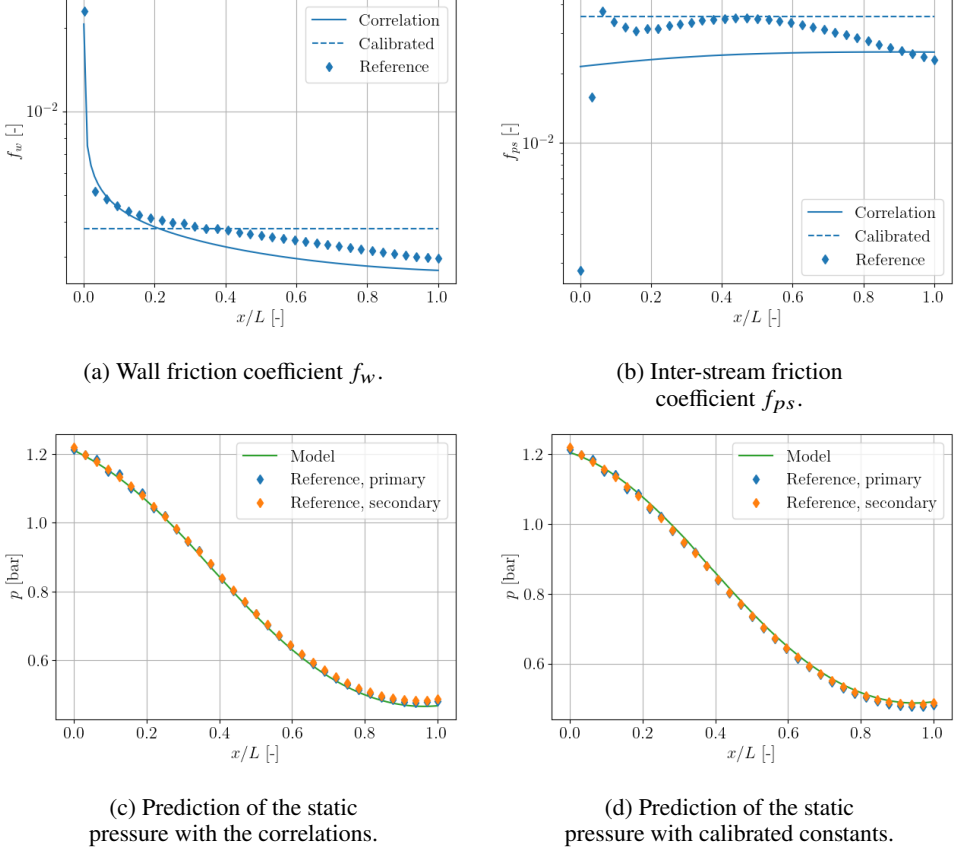 Correlation
Calibrated
Reference
10⁻²
f_w [-]
0.0 0.2 0.4 0.6 0.8 1.0
x/L [-]
(a) Wall friction coefficient f_w.
10⁻²
f_ps [-]
Correlation
Calibrated
Reference
0.0 0.2 0.4 0.6 0.8 1.0
x/L [-]
(b) Inter-stream friction
coefficient f_ps.
1.2
1.0
0.8
0.6
p [bar]
Model
Reference, primary
Reference, secondary
0.0 0.2 0.4 0.6 0.8 1.0
x/L [-]
(c) Prediction of the static
pressure with the correlations.
1.2
1.0
0.8
0.6
p [bar]
Model
Reference, primary
Reference, secondary
0.0 0.2 0.4 0.6 0.8 1.0
x/L [-]
(d) Prediction of the static
pressure with calibrated constants.